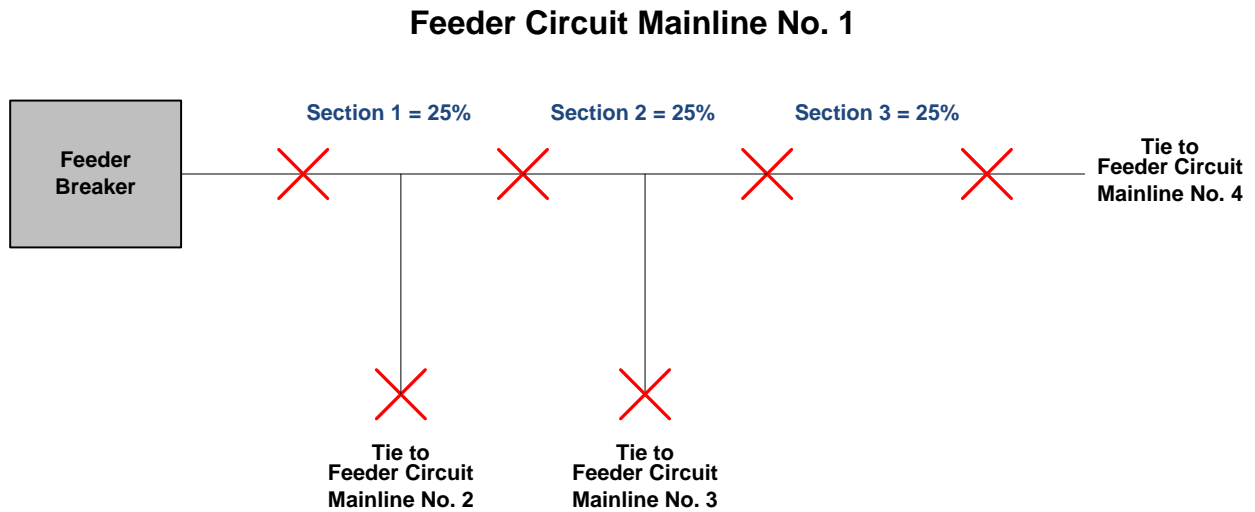 Feeder Circuit Mainline No. 1
Section 1 = 25%
Section 2 = 25%
Section 3 = 25%
Feeder
Breaker
Tie to
Feeder Circuit
Mainline No. 4
Tie to
Feeder Circuit
Mainline No. 2
Tie to
Feeder Circuit
Mainline No. 3